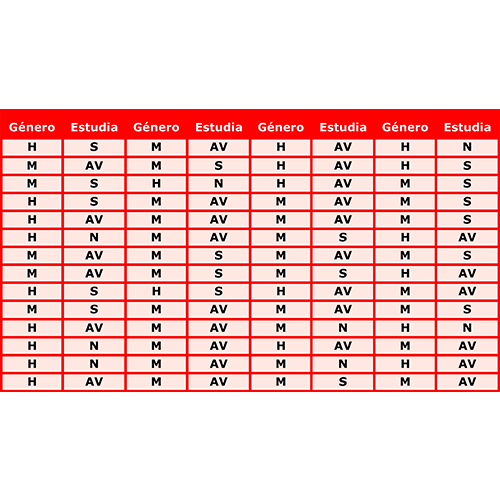 Género Estudia Género Estudia Género Estudia Género Estudia
H S M AV H AV H N
M AV M S H AV H S
M S H N H AV M S
H S M AV M AV M S
H AV M AV M AV M S
H N M AV M S H AV
M AV M S M AV M S
M AV M S M S H AV
H S H S H AV M AV
M S M AV M AV M S
H AV M AV M N H N
H N M AV H AV M AV
H N M AV M N H AV
H AV M AV M S M AV